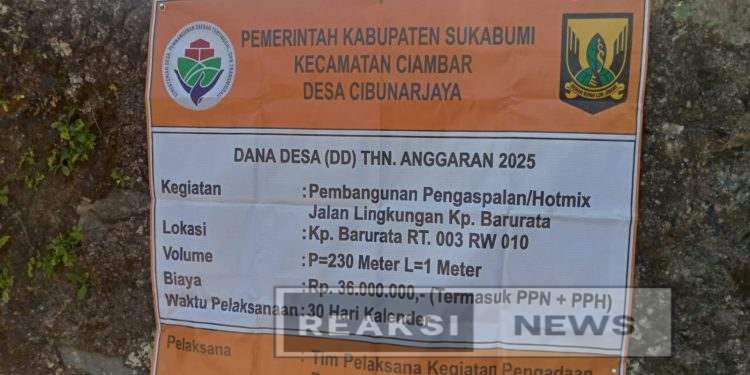 PEMERINTAH KABUPATEN SUKABUMI
KECAMATAN CIAMBAR
DESA CIBUNARJAYA
DANA DESA (DD) THN. ANGGARAN 2025
Kegiatan : Pembangunan Pengaspalan/Hotmix
Jalan Lingkungan Kp. Barurata
Lokasi : Kp. Barurata RT. 003 RW 010
Volume : P=230 Meter L=1 Meter
Biaya : Rp. 36.000.000,- (Termasuk PPN + PPH)
Waktu Pelaksanaan : 30 Hari Kalender
REAKSI NEWS
Pelaksana : Tim Pelaksana Kegiatan Pengadaan